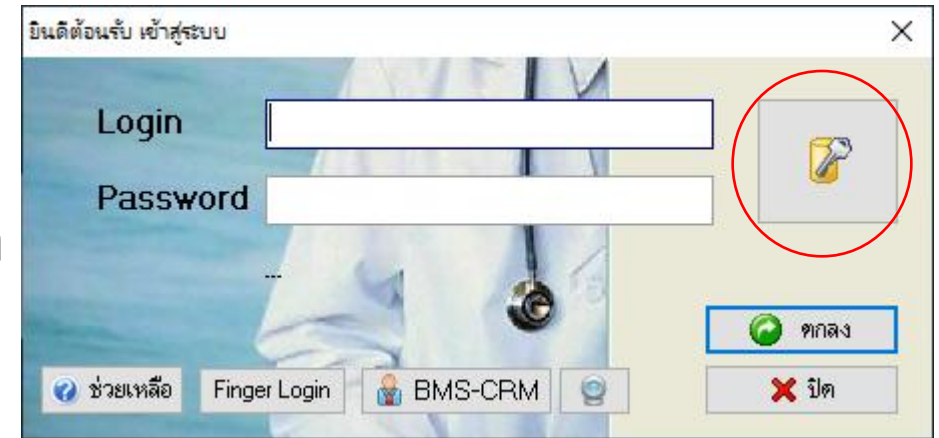 ยินดีต้อนรับ เข้าสู่ระบบ
Login
Password
...
ตกลง
ช่วยเหลือ Finger Login BMS-CRM ปิด